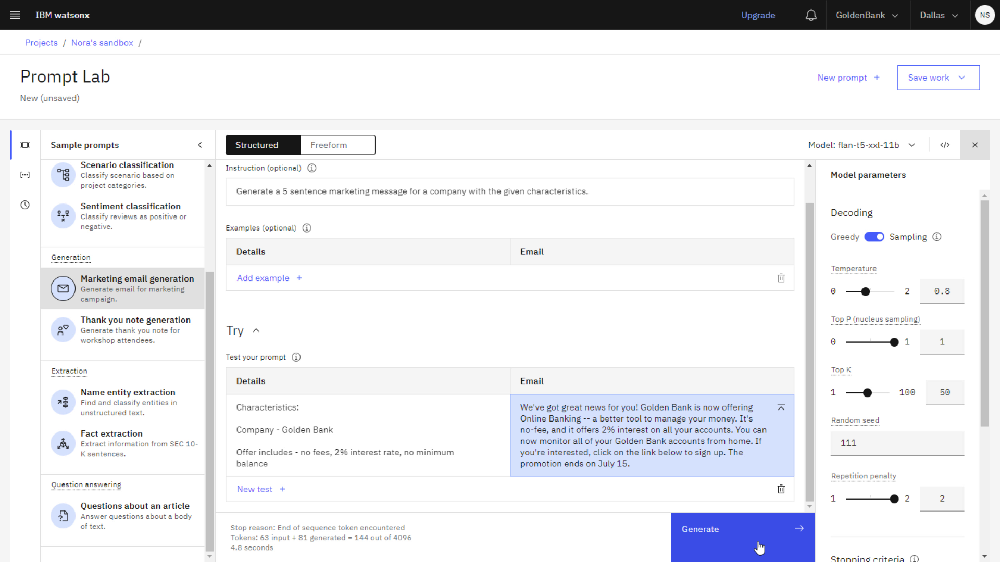 IBM watsonx
Upgrade
GoldenBank
Dallas
NS
Projects / Nora's sandbox /
Prompt Lab
New (unsaved)
New prompt +
Save work
Sample prompts
Scenario classification
Classify scenario based on
project categories.
Sentiment classification
Classify reviews as positive or
negative.
Generation
Marketing email generation
Generate email for marketing
campaign.
Thank you note generation
Generate thank you note for
workshop attendees.
Extraction
Name entity extraction
Find and classify entities in
unstructured text.
Fact extraction
Extract information from SEC 10-
K sentences.
Question answering
Questions about an article
Answer questions about a body
of text.
Structured
Freeform
Model: flan-t5-xxl-11b
</>
Instruction (optional)
Generate a 5 sentence marketing message for a company with the given characteristics.
Examples (optional)
Details
Email
Add example +
Try
Test your prompt
Details
Email
Characteristics:
Company - Golden Bank
Offer includes - no fees, 2% interest rate, no minimum
balance
We've got great news for you! Golden Bank is now offering
Online Banking -- a better tool to manage your money. It's
no-fee, and it offers 2% interest on all your accounts. You can
now monitor all of your Golden Bank accounts from home. If
you're interested, click on the link below to sign up. The
promotion ends on July 15.
New test +
Stop reason: End of sequence token encountered
Tokens: 63 input + 81 generated = 144 out of 4096
4.8 seconds
Generate
Model parameters
Decoding
Greedy
Sampling
Temperature
0 2 0.8
Top P (nucleus sampling)
0 1 1
Top K
1 100 50
Random seed
111
Repetition penalty
1 2 2
Stopping criteria